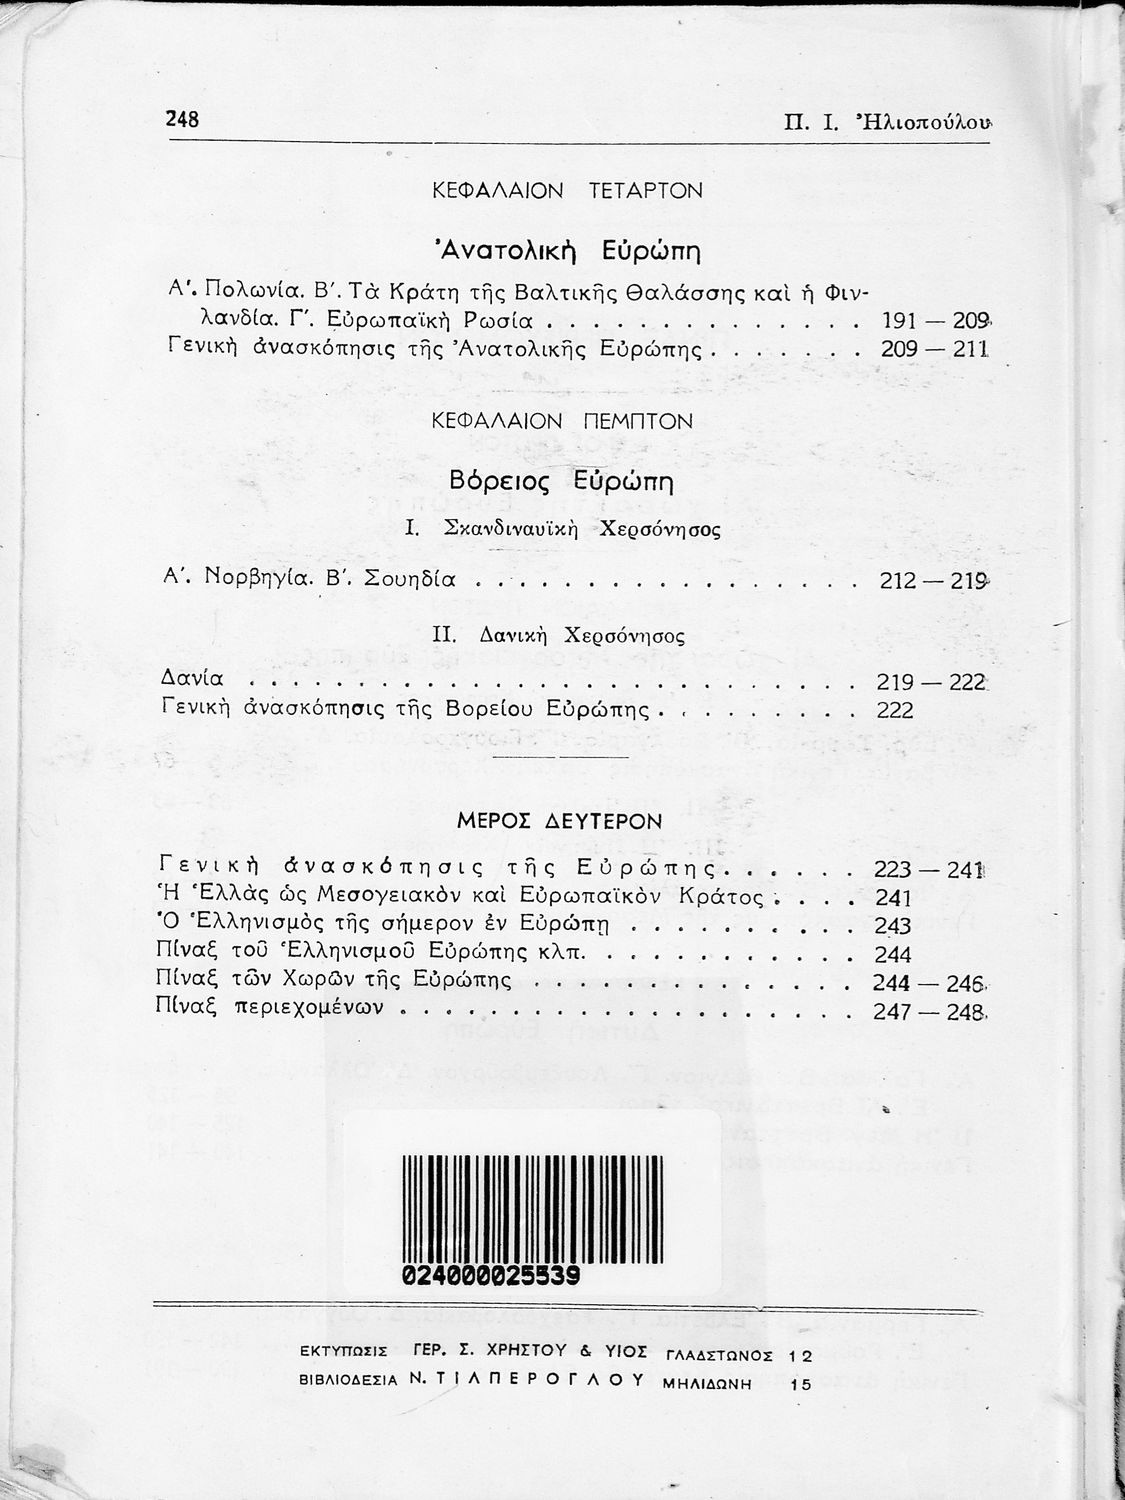 248 Π. Ι. Ἡλιοπούλου
ΚΕΦΑΛΑΙΟΝ ΤΕΤΑΡΤΟΝ
Ἀνατολικὴ Εὐρώπη
Α'. Πολωνία. Β'. Τὰ Κράτη τῆς Βαλτικῆς Θαλάσσης καὶ ἡ Φιν-
λανδία. Γ'. Εὐρωπαϊκὴ Ρωσία . . . . . . . . . . . . . 191 — 209
Γενικὴ ἀνασκόπησις τῆς Ἀνατολικῆς Εὐρώπης . . . . . . . 209 — 211
ΚΕΦΑΛΑΙΟΝ ΠΕΜΠΤΟΝ
Βόρειος Εὐρώπη
Ι. Σκανδιναυϊκὴ Χερσόνησος
Α'. Νορβηγία. Β'. Σουηδία . . . . . . . . . . . . . . 212 — 219
ΙΙ. Δανικὴ Χερσόνησος
Δανία . . . . . . . . . . . . . . . . . . . . . 219 — 222
Γενικὴ ἀνασκόπησις τῆς Βορείου Εὐρώπης . . . . . . . . 222
ΜΕΡΟΣ ΔΕΥΤΕΡΟΝ
Γενικὴ ἀνασκόπησις τῆς Εὐρώπης . . . . . . 223 — 241
Ἡ Ἑλλὰς ὡς Μεσογειακὸν καὶ Εὐρωπαϊκὸν Κράτος . . . . 241
Ὁ Ἑλληνισμὸς τῆς σήμερον ἐν Εὐρώπῃ . . . . . . . . . 243
Πίναξ τοῦ Ἑλληνισμοῦ Εὐρώπης κλπ. . . . . . . . . . . 244
Πίναξ τῶν Χωρῶν τῆς Εὐρώπης . . . . . . . . . . . . 244 — 246
Πίναξ περιεχομένων . . . . . . . . . . . . . . . . 247 — 248
024000025539
ΕΚΤΥΠΩΣΙΣ ΓΕΡ. Σ. ΧΡΗΣΤΟΥ & ΥΙΟΣ ΓΛΑΔΣΤΩΝΟΣ 12
ΒΙΒΛΙΟΔΕΣΙΑ Ν. ΤΙΛΠΕΡΟΓΛΟΥ ΜΗΛΙΔΩΝΗ 15